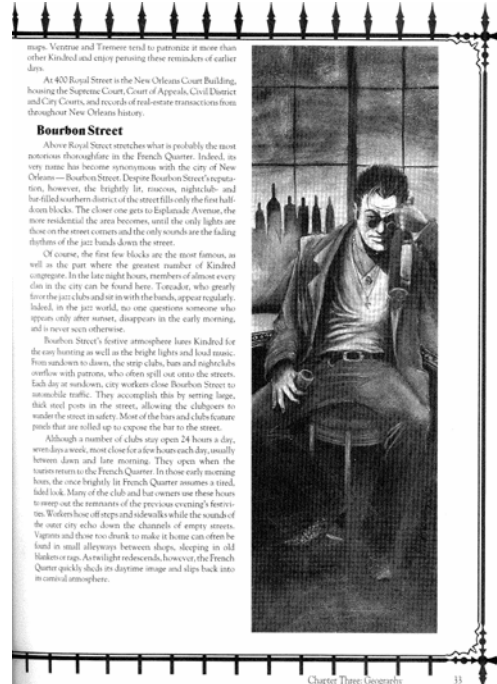 maps. Ventrue and Tremere tend to patronize it more than
other Kindred and enjoy perusing these reminders of earlier
days.
At 400 Royal Street is the New Orleans Court Building,
housing the Supreme Court, Court of Appeals, Civil District
and City Courts, and records of real-estate transactions from
throughout New Orleans history.
Bourbon Street
Above Royal Street stretches what is probably the most
notorious thoroughfare in the French Quarter. Indeed, its
very name has become synonymous with the city of New
Orleans — Bourbon Street. Despite Bourbon Street's reputa-
tion, however, the brightly lit, raucous, nightclub- and
bar-filled southern district of the street fills only the first half-
dozen blocks. The closer one gets to Esplanade Avenue, the
more residential the area becomes, until the only lights are
those on the street corners and the only sounds are the fading
rhythms of the jazz bands down the street.
Of course, the first few blocks are the most famous, as
well as the part where the greatest number of Kindred
congregate. In the late night hours, members of almost every
clan in the city can be found here. Toreador, who greatly
favor the jazz clubs and sit in with the bands, appear regularly.
Indeed, in the jazz world, no one questions someone who
appears only after sunset, disappears in the early morning,
and is never seen otherwise.
Bourbon Street's festive atmosphere lures Kindred for
the easy hunting as well as the bright lights and loud music.
From sundown to dawn, the strip clubs, bars and nightclubs
overflow with patrons, who often spill out onto the streets.
Each day at sundown, city workers close Bourbon Street to
automobile traffic. They accomplish this by setting large,
thick steel posts in the street, allowing the clubgoers to
wander the street in safety. Most of the bars and clubs feature
panels that are rolled up to expose the bar to the street.
Although a number of clubs stay open 24 hours a day,
seven days a week, most close for a few hours each day, usually
between dawn and late morning. They open when the
tourists return to the French Quarter. In those early morning
hours, the once brightly lit French Quarter assumes a tired,
faded look. Many of the club and bar owners use these hours
to sweep out the remnants of the previous evening's festivi-
ties. Workers hose off steps and sidewalks while the sounds of
the outer city echo down the channels of empty streets.
Vagrants and those too drunk to make it home can often be
found in small alleyways between shops, sleeping in old
blankets or rags. As twilight redescends, however, the French
Quarter quickly sheds its daytime image and slips back into
its carnival atmosphere.
Chapter Three: Geography
33